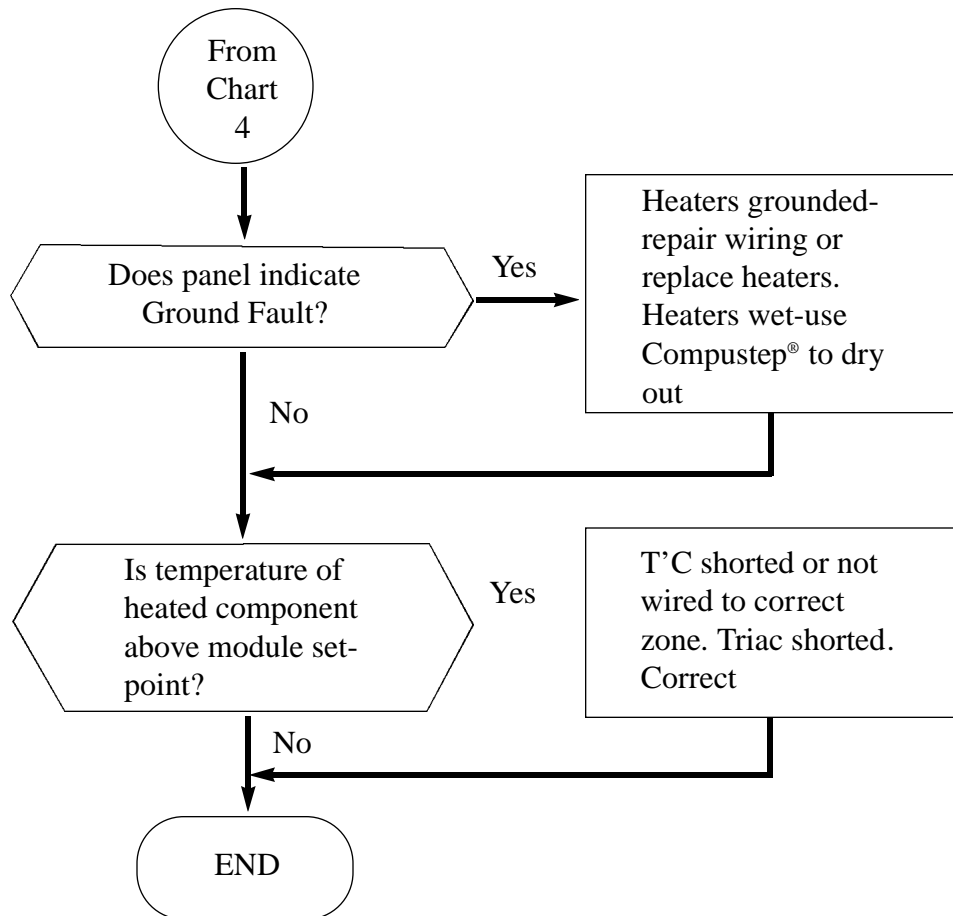 From
Chart
4
Does panel indicate
Ground Fault?
Yes
Heaters grounded-
repair wiring or
replace heaters.
Heaters wet-use
Compustep® to dry
out
No
Is temperature of
heated component
above module set-
point?
Yes
T’C shorted or not
wired to correct
zone. Triac shorted.
Correct
No
END